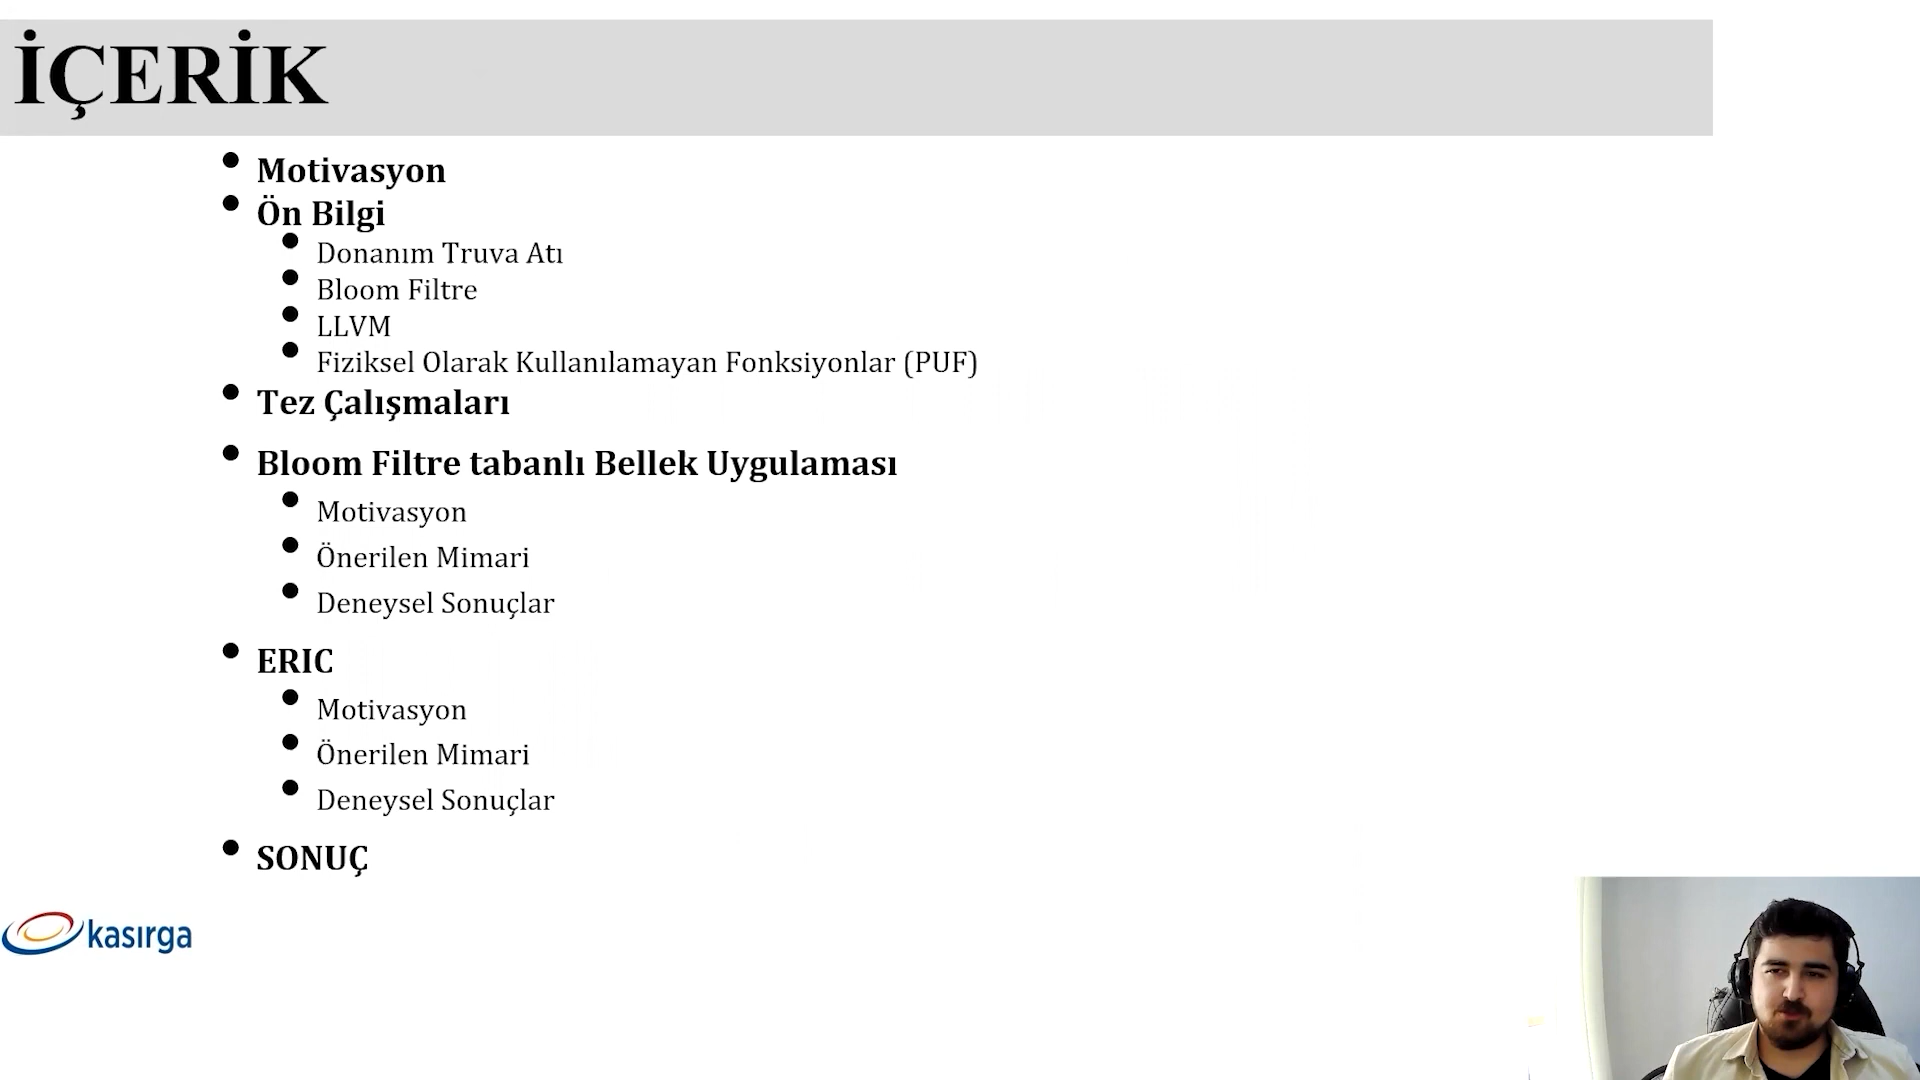 İÇERİK
Motivasyon
Ön Bilgi
Donanım Truva Atı
Bloom Filtre
LLVM
Fiziksel Olarak Kullanılamayan Fonksiyonlar (PUF)
Tez Çalışmaları
Bloom Filtre tabanlı Bellek Uygulaması
Motivasyon
Önerilen Mimari
Deneysel Sonuçlar
ERIC
Motivasyon
Önerilen Mimari
Deneysel Sonuçlar
SONUÇ
kasırga